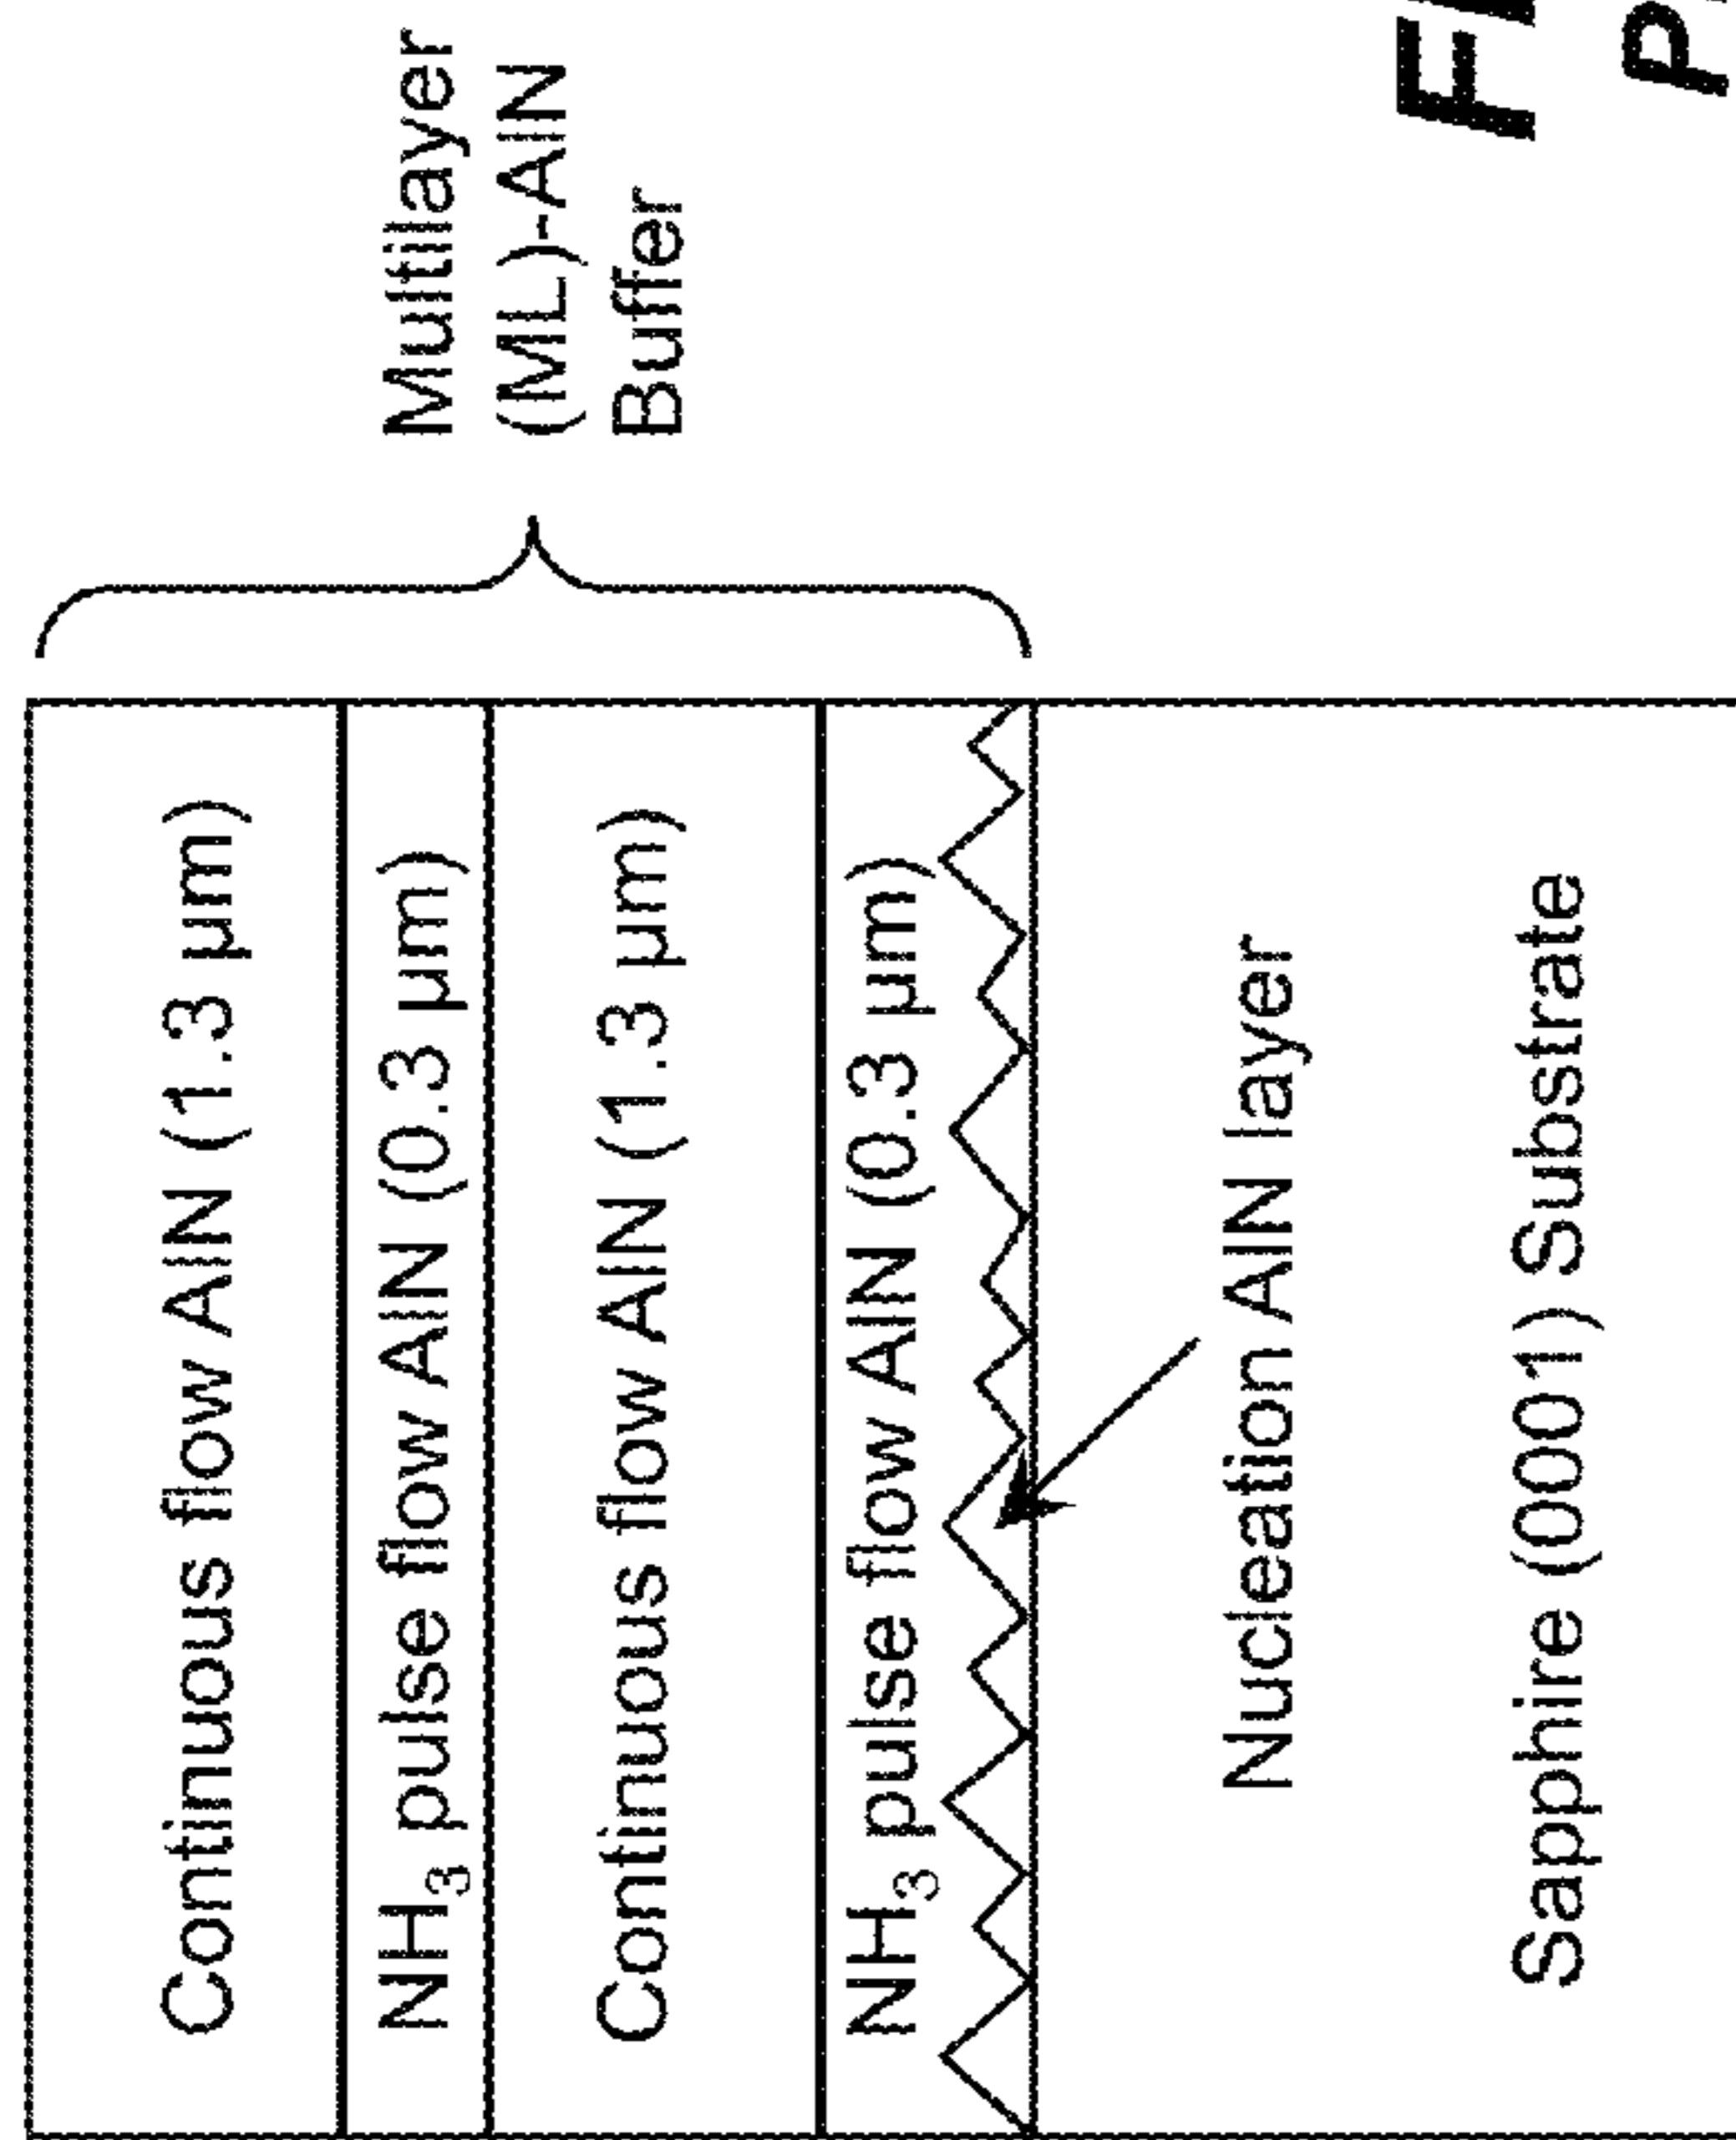 Continuous flow AlN (1.3 µm)
NH₃ pulse flow AlN (0.3 µm)
Continuous flow AlN (1.3 µm)
NH₃ pulse flow AlN (0.3 µm)
Nucleation AlN layer
Sapphire (0001) Substrate
Multilayer
(ML)-AlN
Buffer